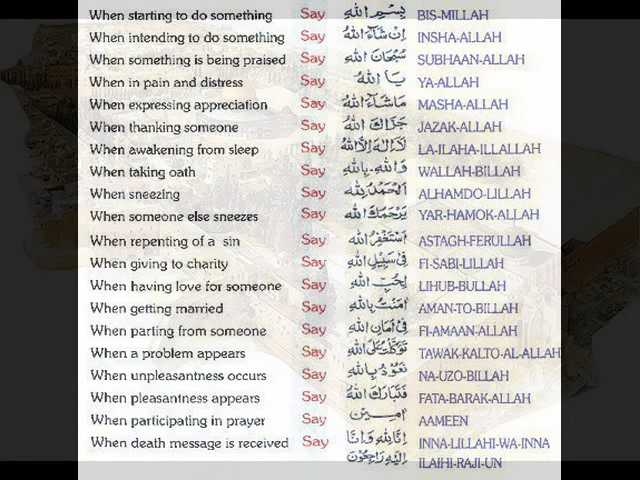 When starting to do something Say بِسْمِ اللهِ BIS-MILLAH
When intending to do something Say اِنْ شَآءَ اللهُ INSHA-ALLAH
When something is being praised Say سُبْحَانَ اللهِ SUBHAAN-ALLAH
When in pain and distress Say يَا اَللهُ YA-ALLAH
When expressing appreciation Say مَاشَآءَ اللهُ MASHA-ALLAH
When thanking someone Say جَزَاكَ اللهُ JAZAK-ALLAH
When awakening from sleep Say لَآ اِلٰهَ اِلَّا اللهُ LA-ILAHA-ILLALLAH
When taking oath Say وَاللهِ بِاللهِ WALLAH-BILLAH
When sneezing Say اَلْحَمْدُ لِلّٰهِ ALHAMDO-LILLAH
When someone else sneezes Say يَرْحَمُكَ اللهُ YAR-HAMOK-ALLAH
When repenting of a sin Say اَسْتَغْفِرُ اللهَ ASTAGH-FERULLAH
When giving to charity Say فِىْ سَبِيْلِ اللهِ FI-SABI-LILLAH
When having love for someone Say لِحُبِّ اللهِ LIHUB-BULLAH
When getting married Say اٰمَنْتُ بِاللهِ AMAN-TO-BILLAH
When parting from someone Say فِىْ اَمَانِ اللهِ FI-AMAAN-ALLAH
When a problem appears Say تَوَكَّلْتُ عَلَى اللهِ TAWAK-KALTO-AL-ALLAH
When unpleasantness occurs Say نَعُوْذُ بِاللهِ NA-UZO-BILLAH
When pleasantness appears Say فَتَبَارَكَ اللهُ FATA-BARAK-ALLAH
When participating in prayer Say اٰمِيْن AAMEEN
When death message is received Say اِنَّا لِلّٰهِ وَاِنَّا INNA-LILLAHI-WA-INNA
اِلَيْهِ رَاجِعُوْنَ ILAIHI-RAJI-UN